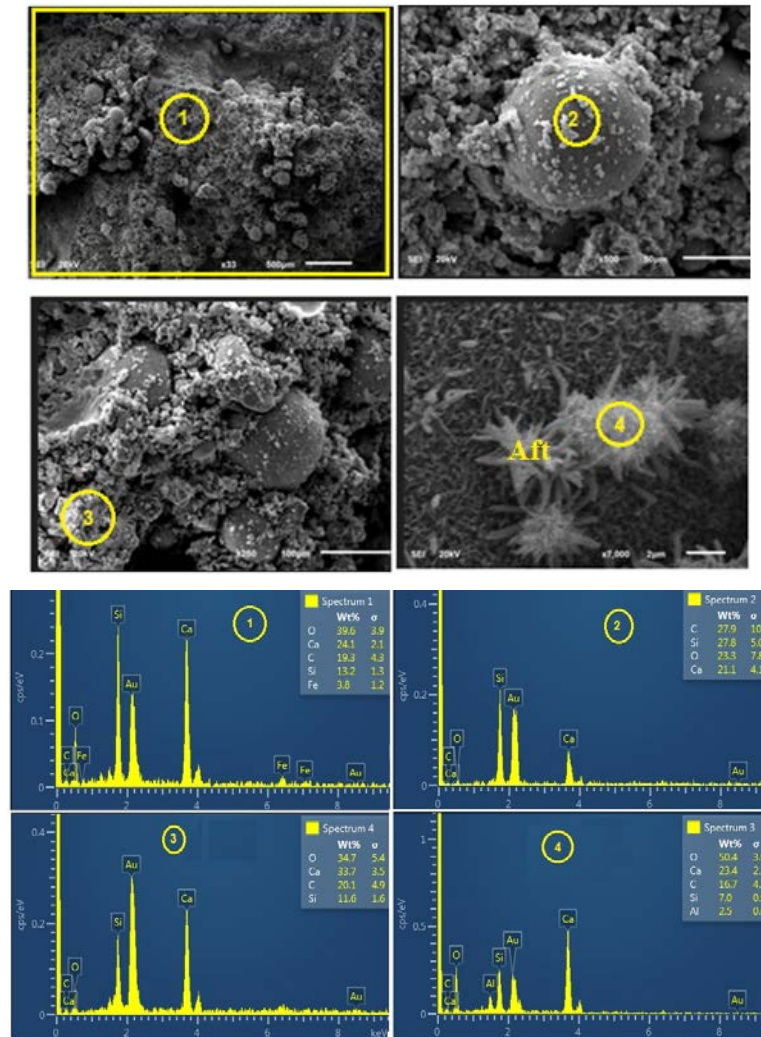 1
SEI 20kV x33 500µm
2
SEI 20kV x500 50µm
3
SEI 20kV x250 100µm
Aft
4
SEI 20kV x7,000 2µm
1
Spectrum 1
Wt% σ
O 39.6 3.9
Ca 24.1 2.1
C 19.3 4.3
Si 13.2 1.3
Fe 3.8 1.2
cps/eV
0.2
0.1
0
Si
Ca
Au
O
C
Fe
Ca
Fe
Fe
Au
2 4 6 8
2
Spectrum 2
Wt% σ
C 27.9
Si 27.8
O 23.3
Ca 21.1
cps/eV
0.4
0.2
0
Si
Au
Ca
O
C
Ca
Au
0 2 4 6 8
3
Spectrum 4
Wt% σ
O 34.7 5.4
Ca 33.7 3.5
C 20.1 4.9
Si 11.6 1.6
cps/eV
0.4
0.2
0
Au
Ca
Si
O
C
Ca
Au
0 2 4 6 8 keV
4
Spectrum 3
Wt% σ
O 50.4
Ca 23.4
C 16.7
Si 7.0
Al 2.5
cps/eV
1
0.5
0
Ca
Au
Si
O
Al
C
Ca
Au
0 2 4 6 8